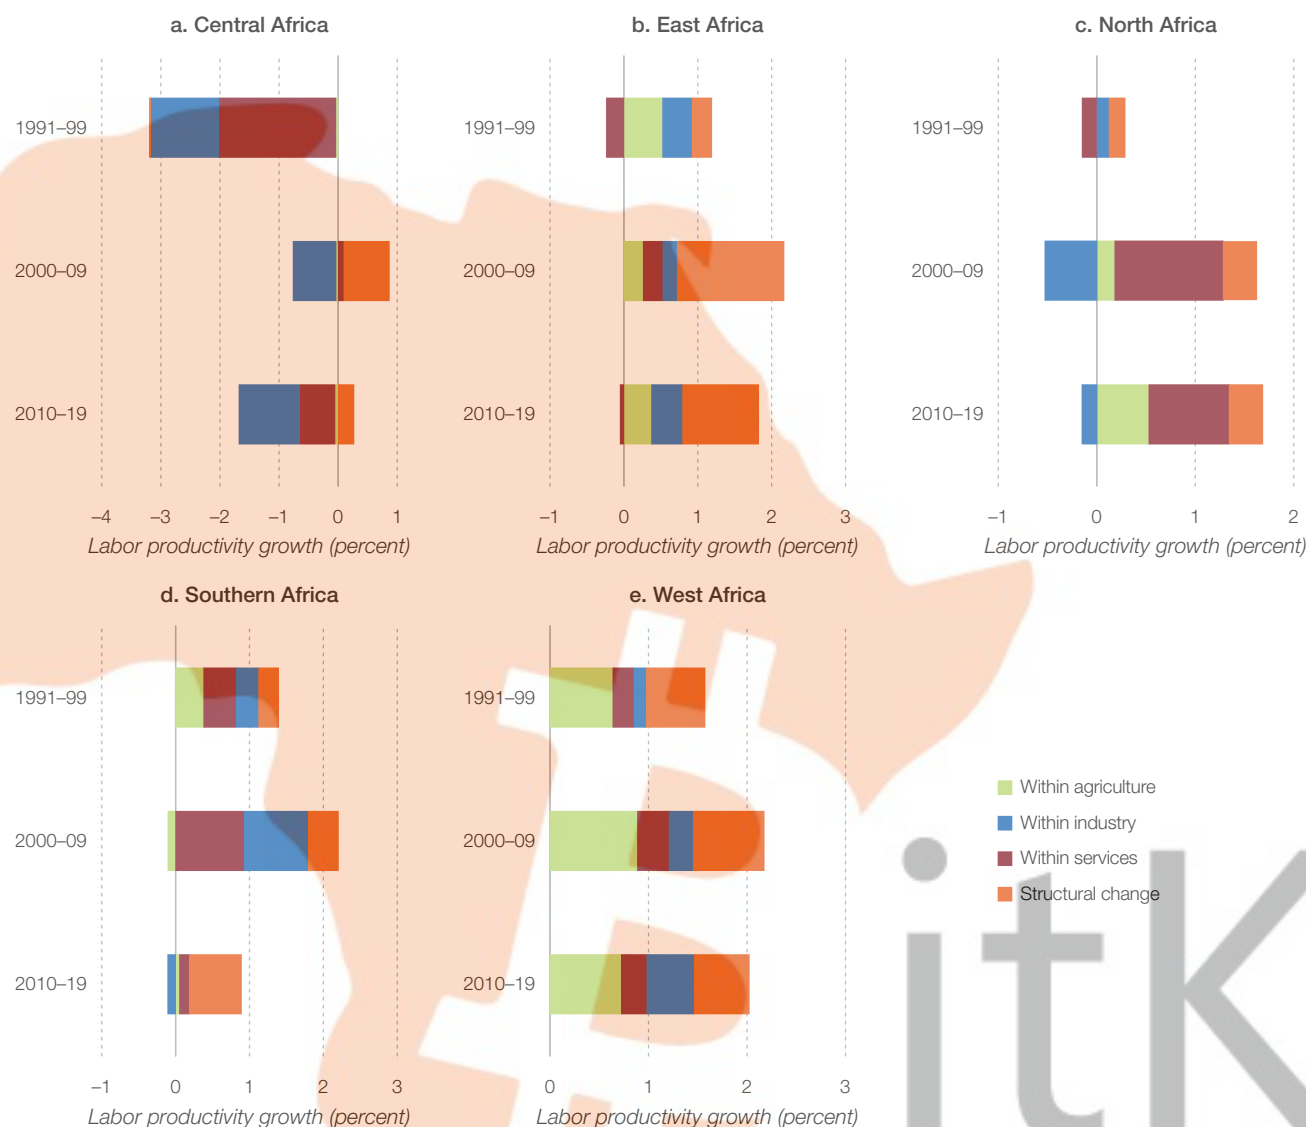 a. Central Africa
b. East Africa
c. North Africa
1991–99
1991–99
1991–99
2000–09
2000–09
2000–09
2010–19
2010–19
2010–19
–4 –3 –2 –1 0 1
–1 0 1 2 3
–1 0 1 2
Labor productivity growth (percent)
Labor productivity growth (percent)
Labor productivity growth (percent)
d. Southern Africa
e. West Africa
1991–99
1991–99
2000–09
2000–09
2010–19
2010–19
Within agriculture
Within industry
Within services
Structural change
–1 0 1 2 3
0 1 2 3
Labor productivity growth (percent)
Labor productivity growth (percent)
itK